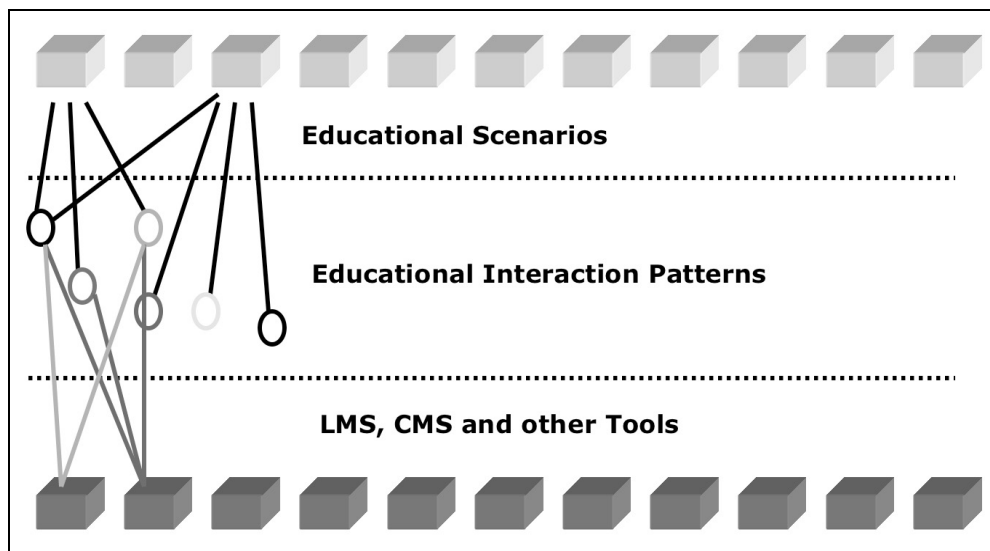 Educational Scenarios
Educational Interaction Patterns
LMS, CMS and other Tools